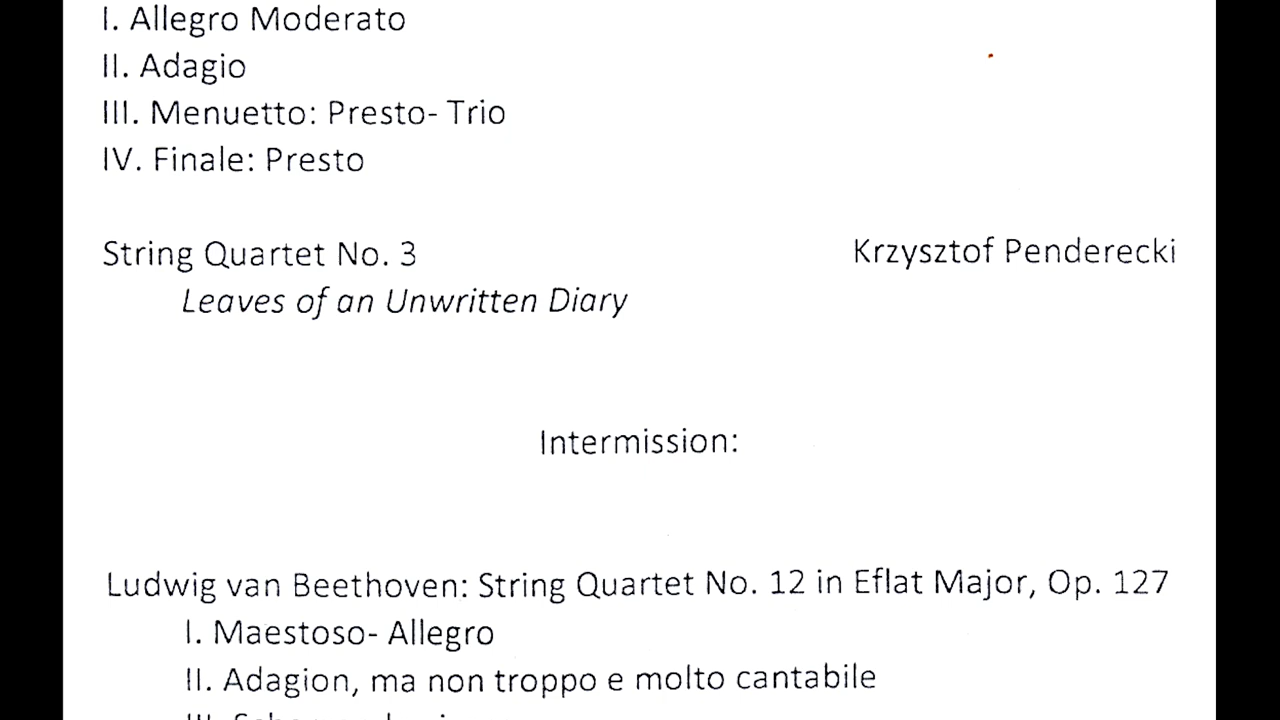 I. Allegro Moderato
II. Adagio
III. Menuetto: Presto- Trio
IV. Finale: Presto
String Quartet No. 3 Krzysztof Penderecki
Leaves of an Unwritten Diary
Intermission:
Ludwig van Beethoven: String Quartet No. 12 in Eflat Major, Op. 127
I. Maestoso- Allegro
II. Adagion, ma non troppo e molto cantabile